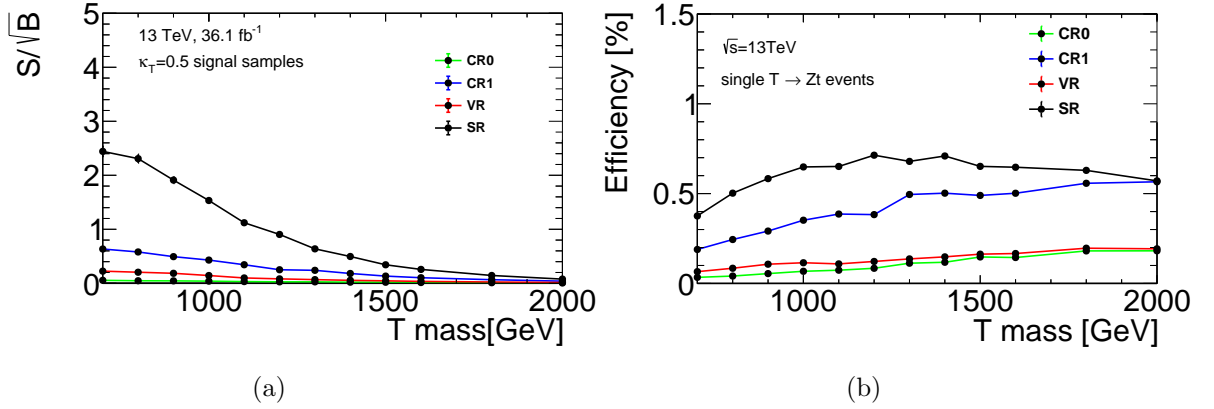 S/√B
5
4
3
2
1
0
13 TeV, 36.1 fb⁻¹
κ_T=0.5 signal samples
CR0
CR1
VR
SR
1000 1500 2000
T mass[GeV]
(a)
Efficiency [%]
1.5
1
0.5
0
√s=13TeV
single T → Zt events
CR0
CR1
VR
SR
1000 1500 2000
T mass [GeV]
(b)